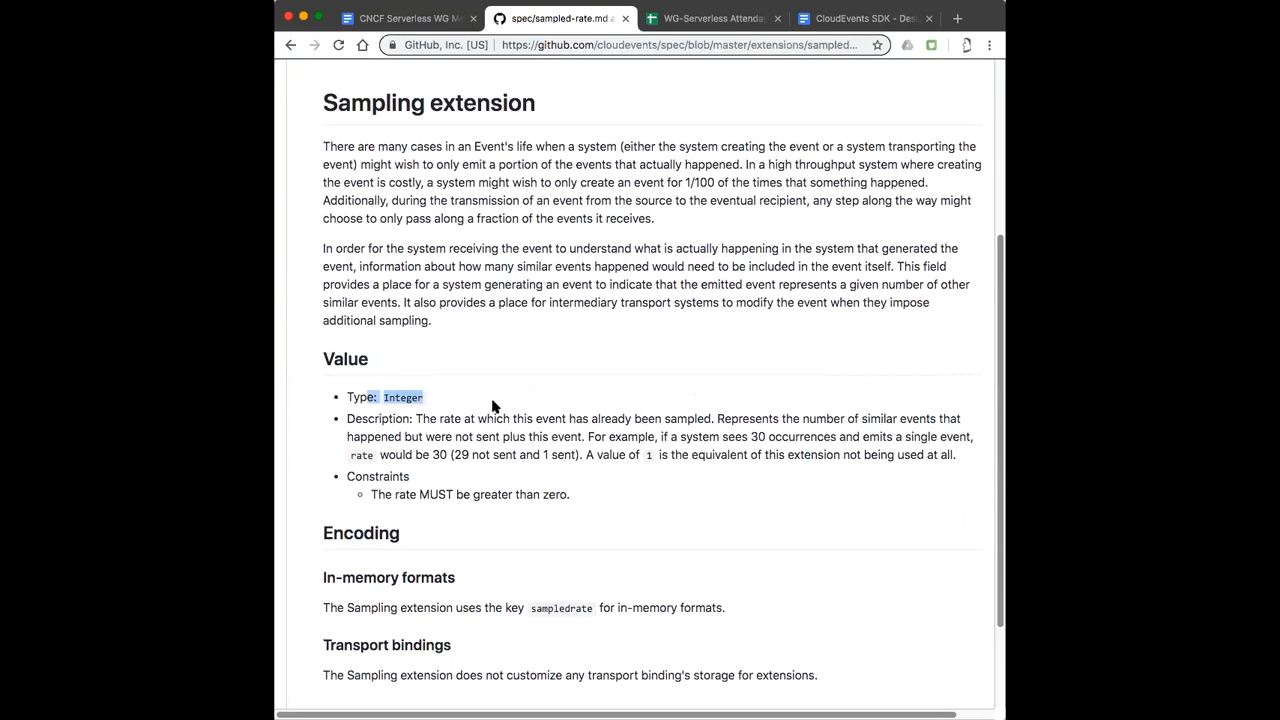 CNCF Serverless WG Me
spec/sampled-rate.md a
WG-Serverless Attendan
CloudEvents SDK - Des
GitHub, Inc. [US] https://github.com/cloudevents/spec/blob/master/extensions/sampled...
Sampling extension
There are many cases in an Event's life when a system (either the system creating the event or a system transporting the
event) might wish to only emit a portion of the events that actually happened. In a high throughput system where creating
the event is costly, a system might wish to only create an event for 1/100 of the times that something happened.
Additionally, during the transmission of an event from the source to the eventual recipient, any step along the way might
choose to only pass along a fraction of the events it receives.
In order for the system receiving the event to understand what is actually happening in the system that generated the
event, information about how many similar events happened would need to be included in the event itself. This field
provides a place for a system generating an event to indicate that the emitted event represents a given number of other
similar events. It also provides a place for intermediary transport systems to modify the event when they impose
additional sampling.
Value
• Type: Integer
• Description: The rate at which this event has already been sampled. Represents the number of similar events that
happened but were not sent plus this event. For example, if a system sees 30 occurrences and emits a single event,
rate would be 30 (29 not sent and 1 sent). A value of 1 is the equivalent of this extension not being used at all.
• Constraints
◦ The rate MUST be greater than zero.
Encoding
In-memory formats
The Sampling extension uses the key sampledrate for in-memory formats.
Transport bindings
The Sampling extension does not customize any transport binding's storage for extensions.